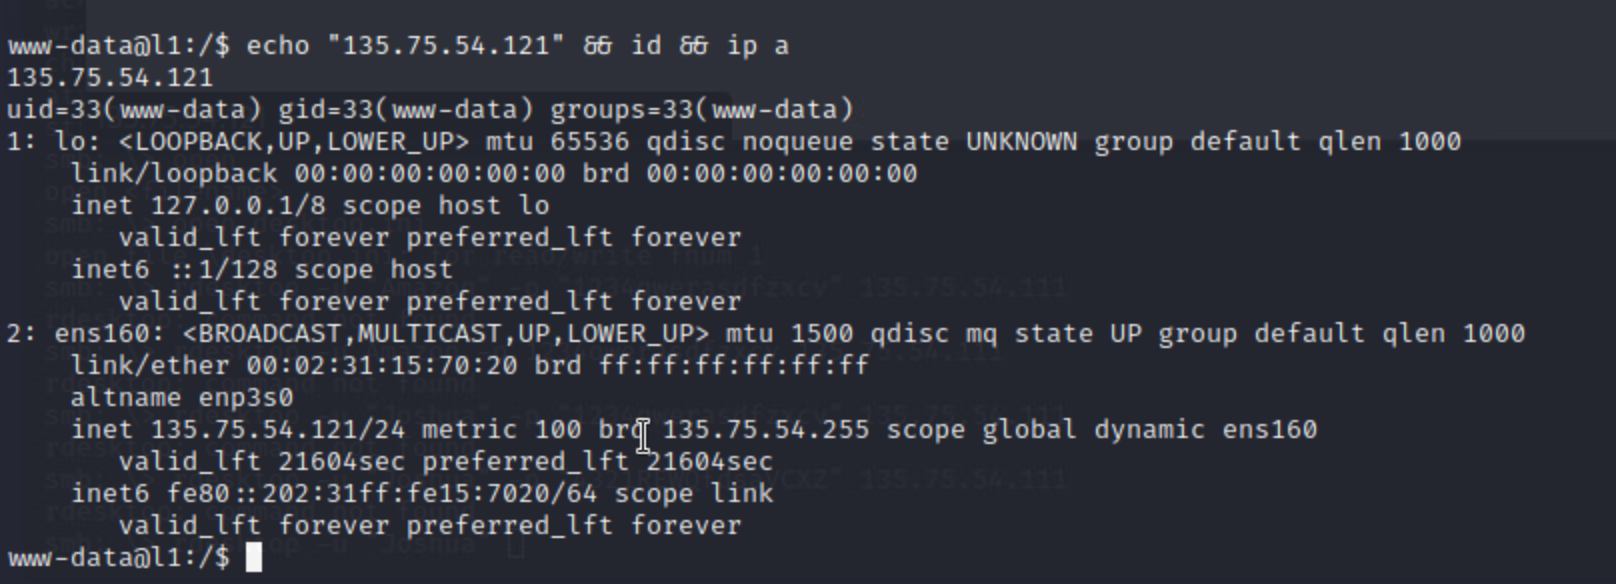 www-data@l1:/$ echo "135.75.54.121" && id && ip a
135.75.54.121
uid=33(www-data) gid=33(www-data) groups=33(www-data)
1: lo: <LOOPBACK,UP,LOWER_UP> mtu 65536 qdisc noqueue state UNKNOWN group default qlen 1000
    link/loopback 00:00:00:00:00:00 brd 00:00:00:00:00:00
    inet 127.0.0.1/8 scope host lo
       valid_lft forever preferred_lft forever
    inet6 ::1/128 scope host
       valid_lft forever preferred_lft forever
2: ens160: <BROADCAST,MULTICAST,UP,LOWER_UP> mtu 1500 qdisc mq state UP group default qlen 1000
    link/ether 00:02:31:15:70:20 brd ff:ff:ff:ff:ff:ff
    altname enp3s0
    inet 135.75.54.121/24 metric 100 brd 135.75.54.255 scope global dynamic ens160
       valid_lft 21604sec preferred_lft 21604sec
    inet6 fe80::202:31ff:fe15:7020/64 scope link
       valid_lft forever preferred_lft forever
www-data@l1:/$